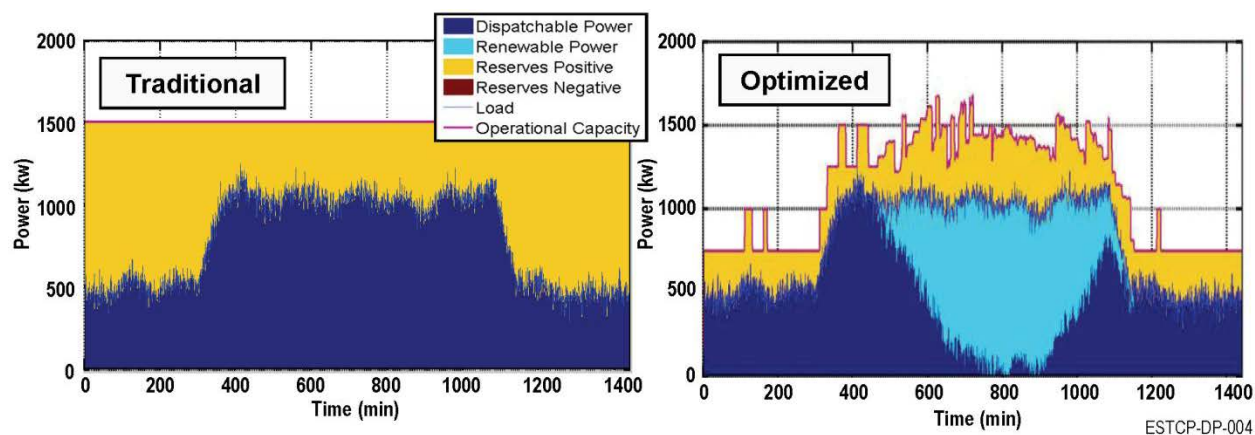 Dispatchable Power
Renewable Power
Reserves Positive
Reserves Negative
Load
Operational Capacity
Traditional
2000
1500
1000
500
0
Power (kw)
0 200 400 600 800 1000 1200 1400
Time (min)
Optimized
2000
1500
1000
500
0
Power (kw)
0 200 400 600 800 1000 1200 1400
Time (min)
ESTCP-DP-004